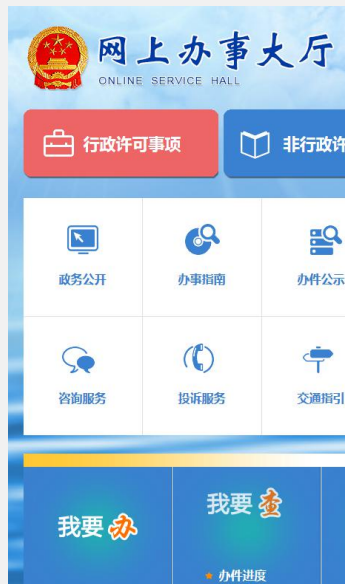 网上办事大厅
ONLINE SERVICE HALL
行政许可事项
非行政许
政务公开
办事指南
办件公示
咨询服务
投诉服务
交通指引
我要办
我要查
办件进度